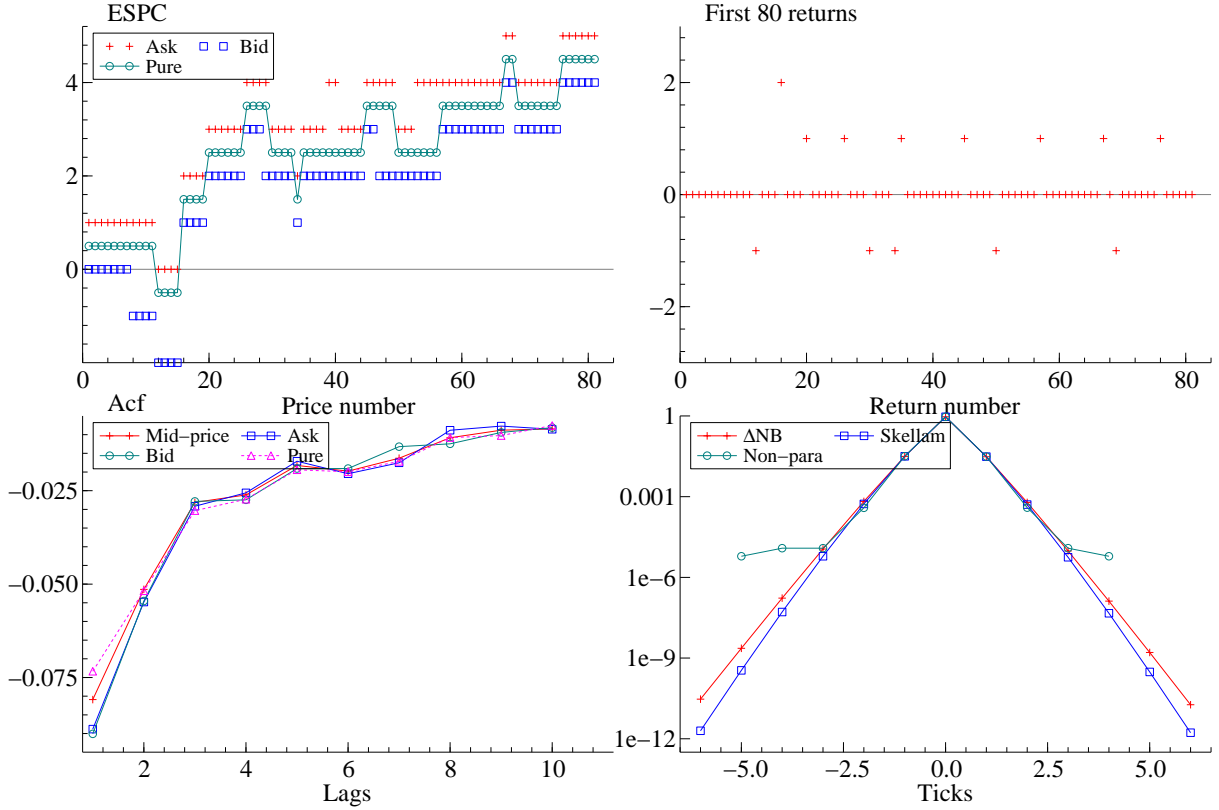 ESPC
Ask Bid
Pure
4
2
0
0 20 40 60 80
Price number
First 80 returns
2
0
−2
0 20 40 60 80
Return number
Acf
Mid−price Ask
Bid Pure
−0.025
−0.050
−0.075
2 4 6 8 10
Lags
ΔNB Skellam
Non−para
1
0.001
1e−6
1e−9
1e−12
−5.0 −2.5 0.0 2.5 5.0
Ticks